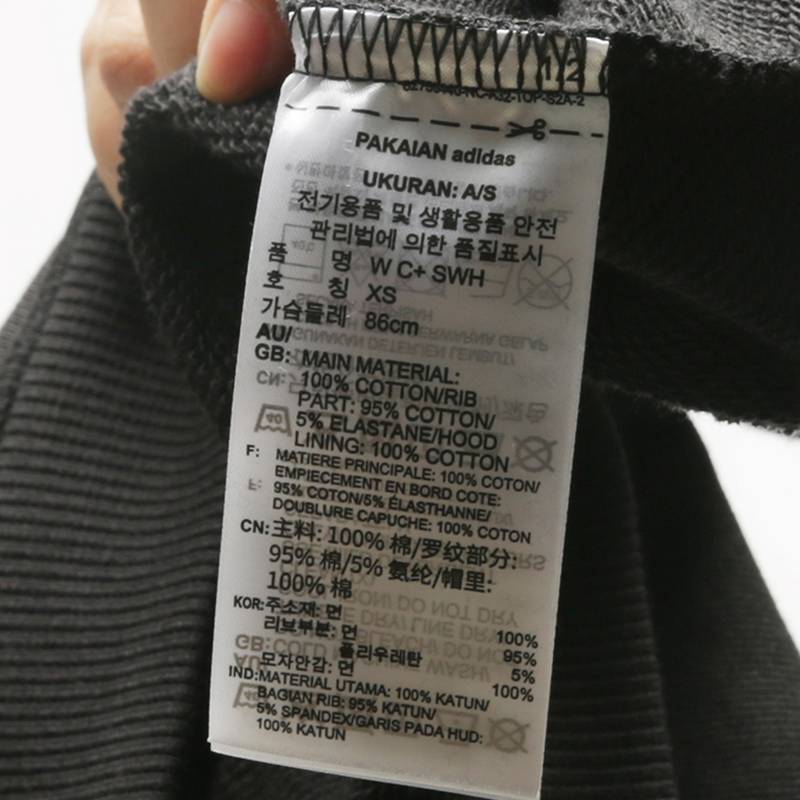 1/2
PAKAIAN adidas
UKURAN: A/S
전기용품 및 생활용품 안전
관리법에 의한 품질표시
품 명 W C+ SWH
호 칭 XS
가슴둘레 86cm
AU/
GB: MAIN MATERIAL:
100% COTTON/RIB
PART: 95% COTTON/
5% ELASTANE/HOOD
LINING: 100% COTTON
F: MATIERE PRINCIPALE: 100% COTON/
EMPIECEMENT EN BORD COTE:
95% COTON/5% ÉLASTHANNE/
DOUBLURE CAPUCHE: 100% COTON
CN: 主料: 100% 棉/罗纹部分:
95% 棉/5% 氨纶/帽里:
100% 棉
KOR: 주소재: 면 100%
리브부분: 면 95%
폴리우레탄 5%
모자안감: 면 100%
IND: MATERIAL UTAMA: 100% KATUN/
BAGIAN RIB: 95% KATUN/
5% SPANDEX/GARIS PADA HUD:
100% KATUN